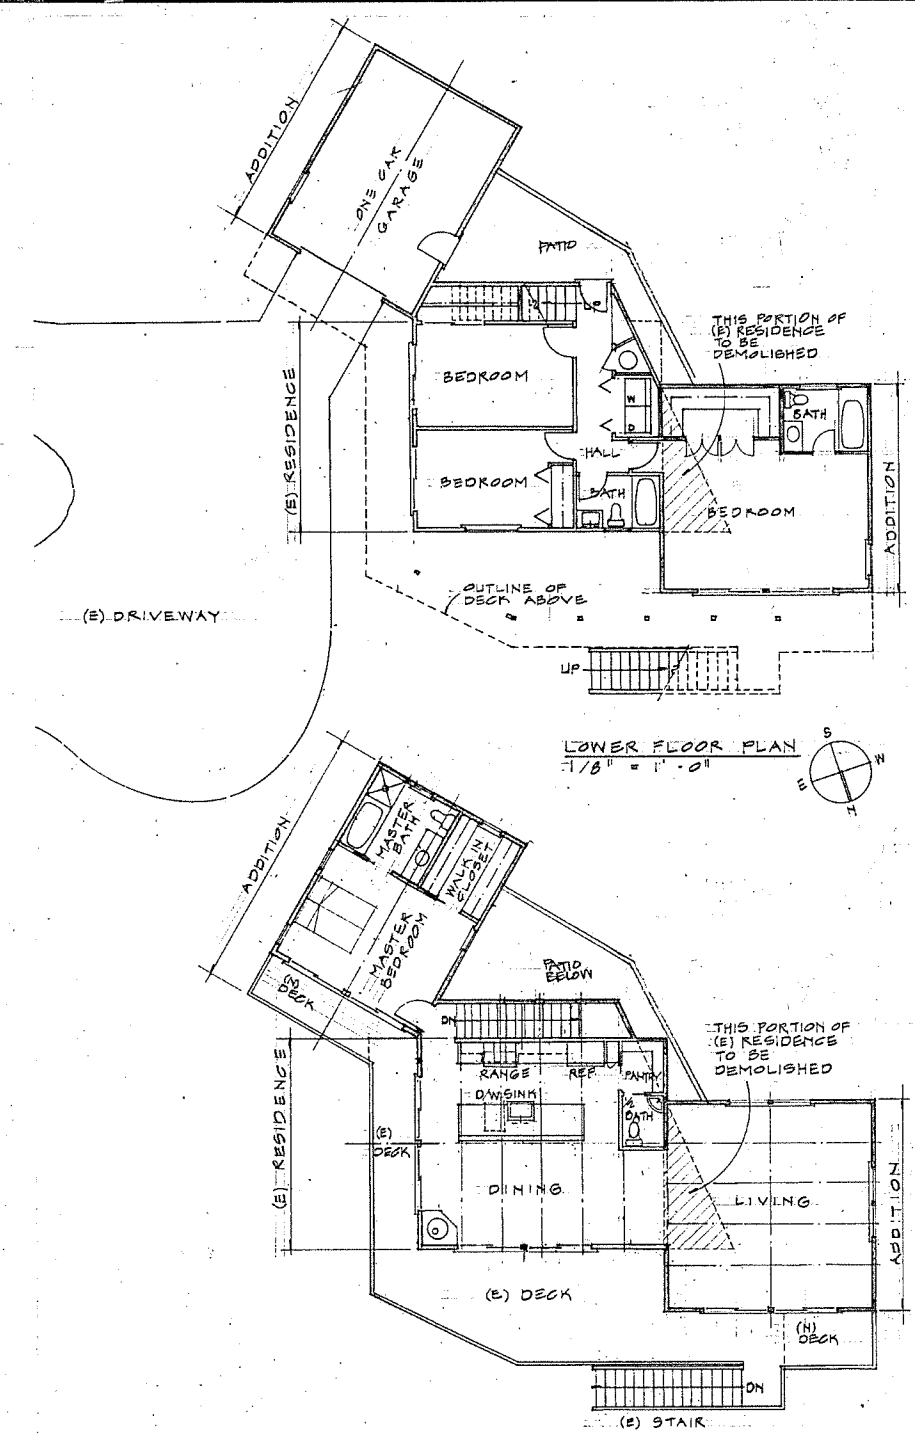 ADDITION
ONE CAR
GARAGE
PATIO
THIS PORTION OF
(E) RESIDENCE
TO BE
DEMOLISHED
(E) RESIDENCE
BEDROOM
W
D
BATH
HALL
BEDROOM
BATH
BEDROOM
ADDITION
OUTLINE OF
DECK ABOVE
(E) DRIVEWAY
UP
LOWER FLOOR PLAN
1/8" = 1'-0"
S
W
E
N
ADDITION
MASTER
BATH
WALK IN
CLOSET
MASTER
BEDROOM
(N)
DECK
PATIO
BELOW
DN
THIS PORTION OF
(E) RESIDENCE
TO BE
DEMOLISHED
(E) RESIDENCE
RANGE
REF.
PANTRY
D/W SINK
1/2
BATH
(E)
DECK
DINING
LIVING
ADDITION
(E) DECK
(N)
DECK
DN
(E) STAIR